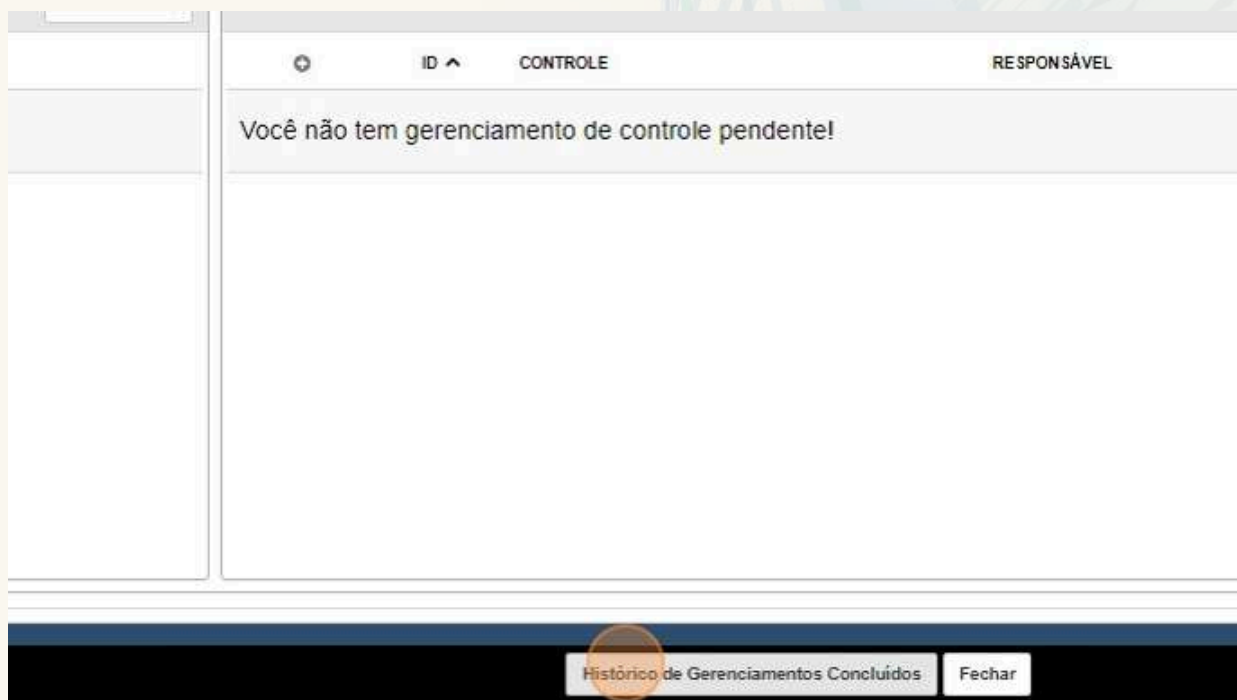 ID CONTROLE RESPONSÁVEL
Você não tem gerenciamento de controle pendente!
Histórico de Gerenciamentos Concluídos Fechar